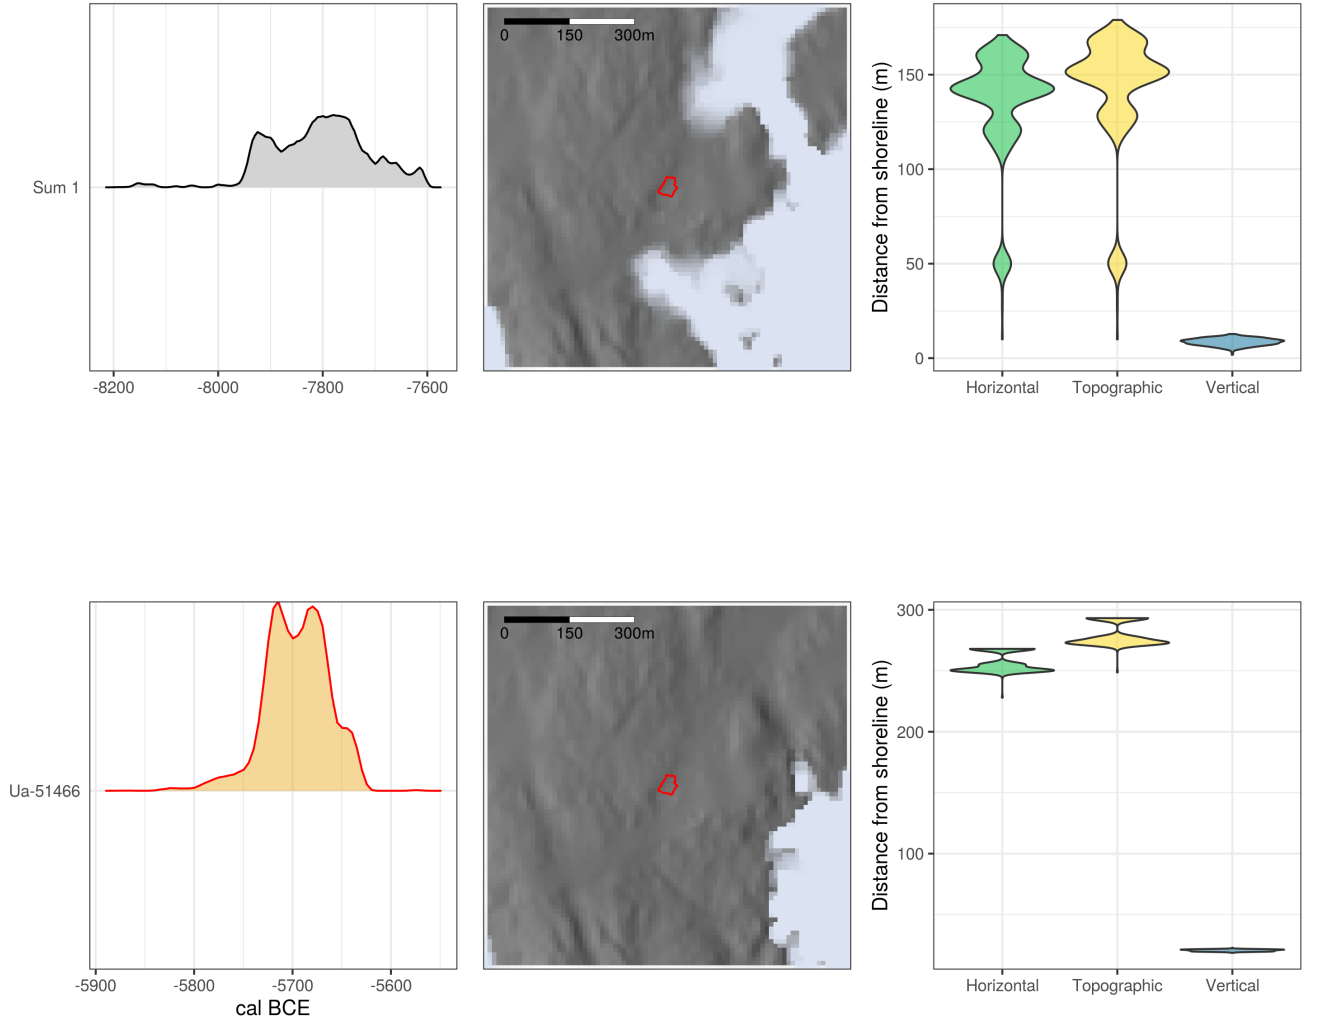 Sum 1
-8200 -8000 -7800 -7600
0 150 300m
Distance from shoreline (m)
150
100
50
0
Horizontal Topographic Vertical
Ua-51466
-5900 -5800 -5700 -5600
cal BCE
0 150 300m
Distance from shoreline (m)
300
200
100
Horizontal Topographic Vertical